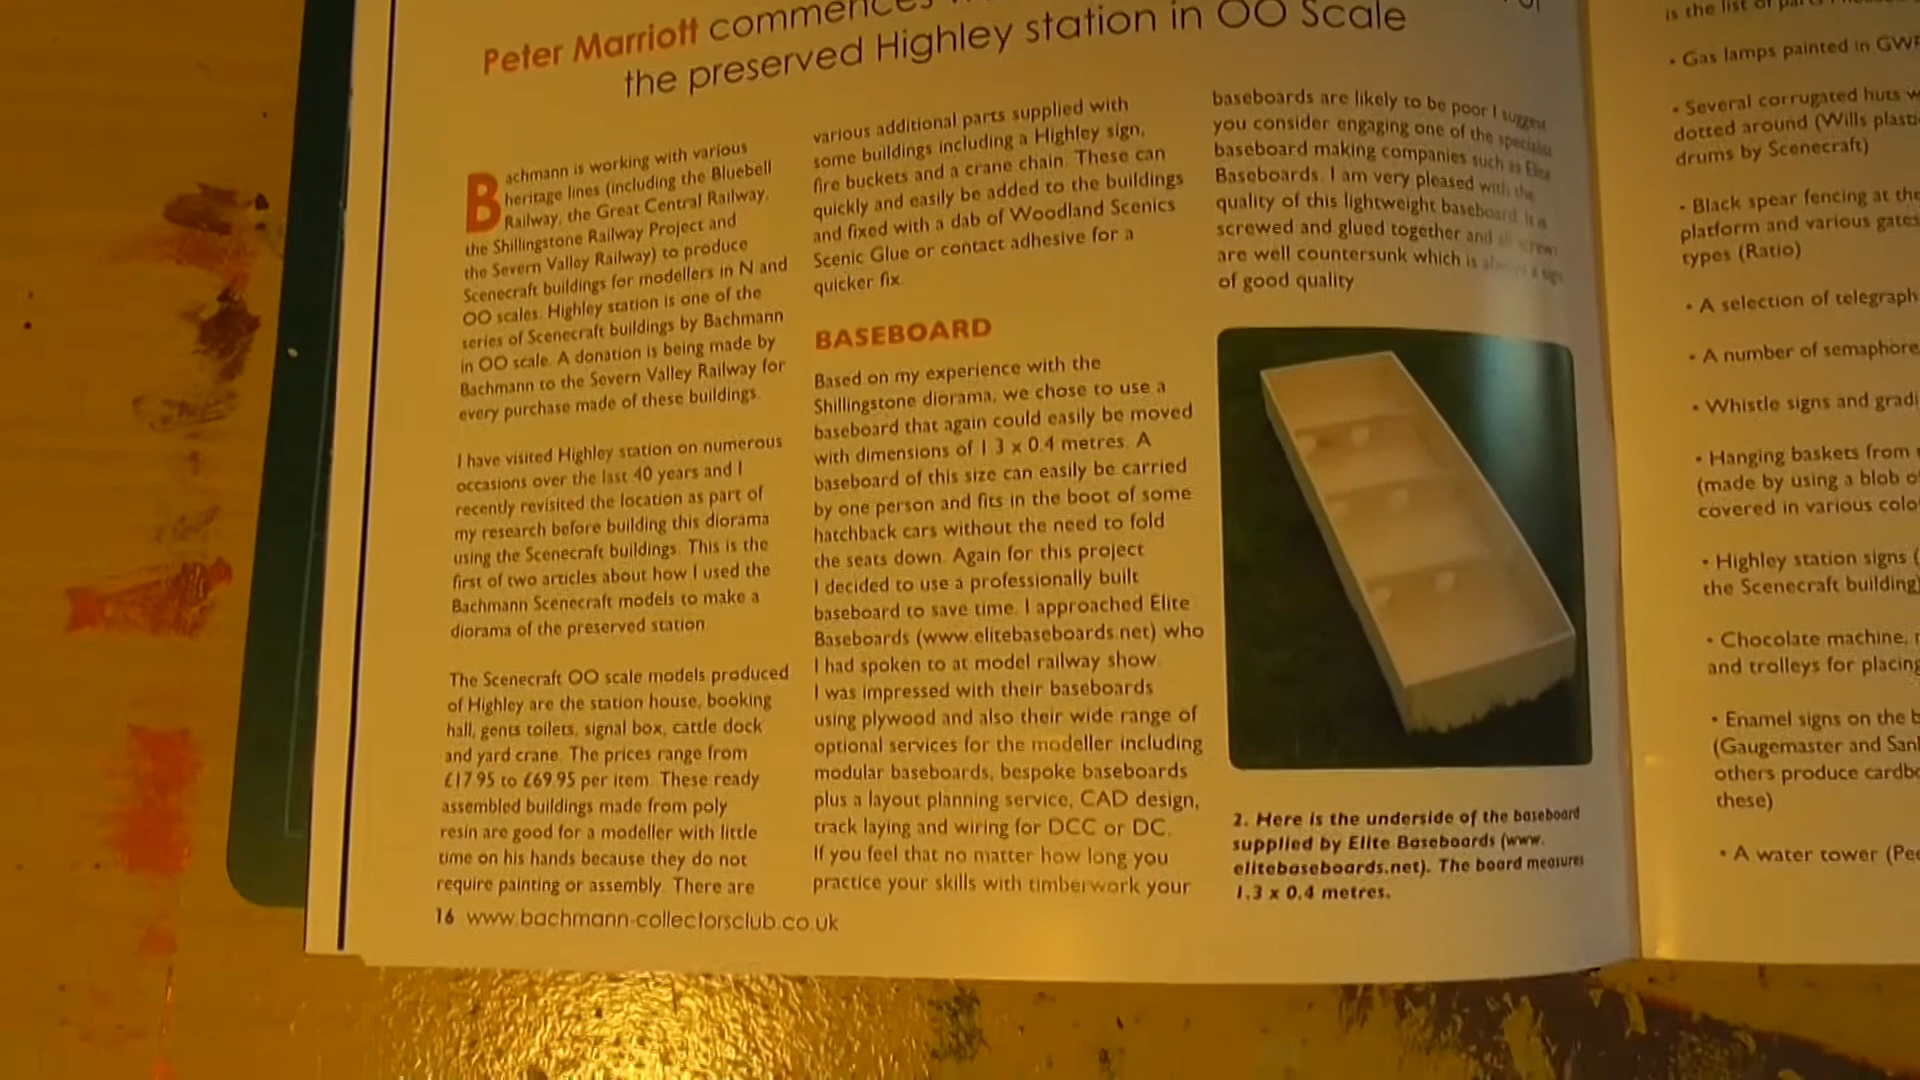 Peter Marriott commences
the preserved Highley station in OO Scale
Bachmann is working with various
heritage lines (including the Bluebell
Railway, the Great Central Railway,
the Shillingstone Railway Project and
the Severn Valley Railway) to produce
Scenecraft buildings for modellers in N and
OO scales. Highley station is one of the
series of Scenecraft buildings by Bachmann
in OO scale. A donation is being made by
Bachmann to the Severn Valley Railway for
every purchase made of these buildings.
I have visited Highley station on numerous
occasions over the last 40 years and I
recently revisited the location as part of
my research before building this diorama
using the Scenecraft buildings. This is the
first of two articles about how I used the
Bachmann Scenecraft models to make a
diorama of the preserved station.
The Scenecraft OO scale models produced
of Highley are the station house, booking
hall, gents toilets, signal box, cattle dock
and yard crane. The prices range from
£17.95 to £69.95 per item. These ready
assembled buildings made from poly
resin are good for a modeller with little
time on his hands because they do not
require painting or assembly. There are
16 www.bachmann-collectorsclub.co.uk
various additional parts supplied with
some buildings including a Highley sign,
fire buckets and a crane chain. These can
quickly and easily be added to the buildings
and fixed with a dab of Woodland Scenics
Scenic Glue or contact adhesive for a
quicker fix.
BASEBOARD
Based on my experience with the
Shillingstone diorama, we chose to use a
baseboard that again could easily be moved
with dimensions of 1.3 x 0.4 metres. A
baseboard of this size can easily be carried
by one person and fits in the boot of some
hatchback cars without the need to fold
the seats down. Again for this project
I decided to use a professionally built
baseboard to save time. I approached Elite
Baseboards (www.elitebaseboards.net) who
I had spoken to at model railway show.
I was impressed with their baseboards
using plywood and also their wide range of
optional services for the modeller including
modular baseboards, bespoke baseboards
plus a layout planning service, CAD design,
track laying and wiring for DCC or DC.
If you feel that no matter how long you
practice your skills with timberwork your
baseboards are likely to be poor I suggest
you consider engaging one of the specialist
baseboard making companies such as Elite
Baseboards. I am very pleased with the
quality of this lightweight baseboard. It is
screwed and glued together and all screws
are well countersunk which is always a sign
of good quality
2. Here is the underside of the baseboard
supplied by Elite Baseboards (www.
elitebaseboards.net). The board measures
1.3 x 0.4 metres.
is the list of parts I
• Gas lamps painted in GWR
• Several corrugated huts
dotted around (Wills
drums by Scenecraft)
• Black spear fencing at the
platform and various gates
types (Ratio)
• A selection of telegraph
• A number of semaphore
• Whistle signs and
• Hanging baskets from
(made by using a blob
covered in various
• Highley station signs (
the Scenecraft building)
• Chocolate machine,
and trolleys for placing
• Enamel signs on the
(Gaugemaster and
others produce
these)
• A water tower